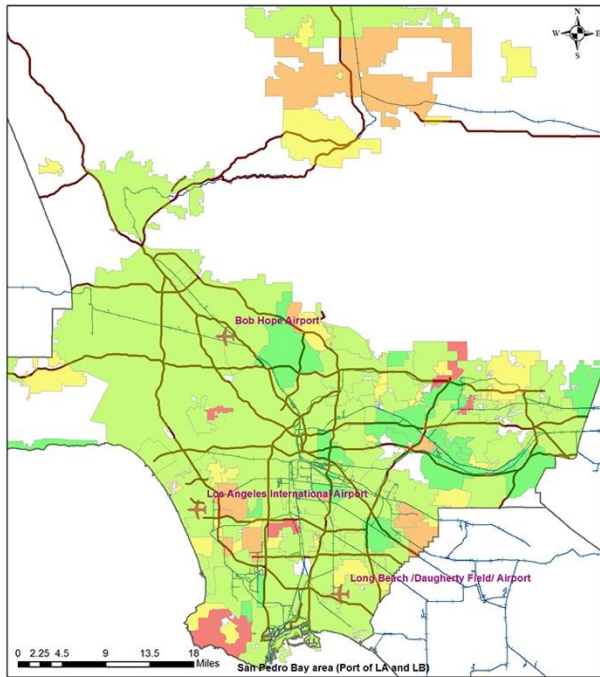 N
W E
S
Bob Hope Airport
Los Angeles International Airport
Long Beach /Daugherty Field/ Airport
0 2.25 4.5 9 13.5 18
Miles
San Pedro Bay area (Port of LA and LB)